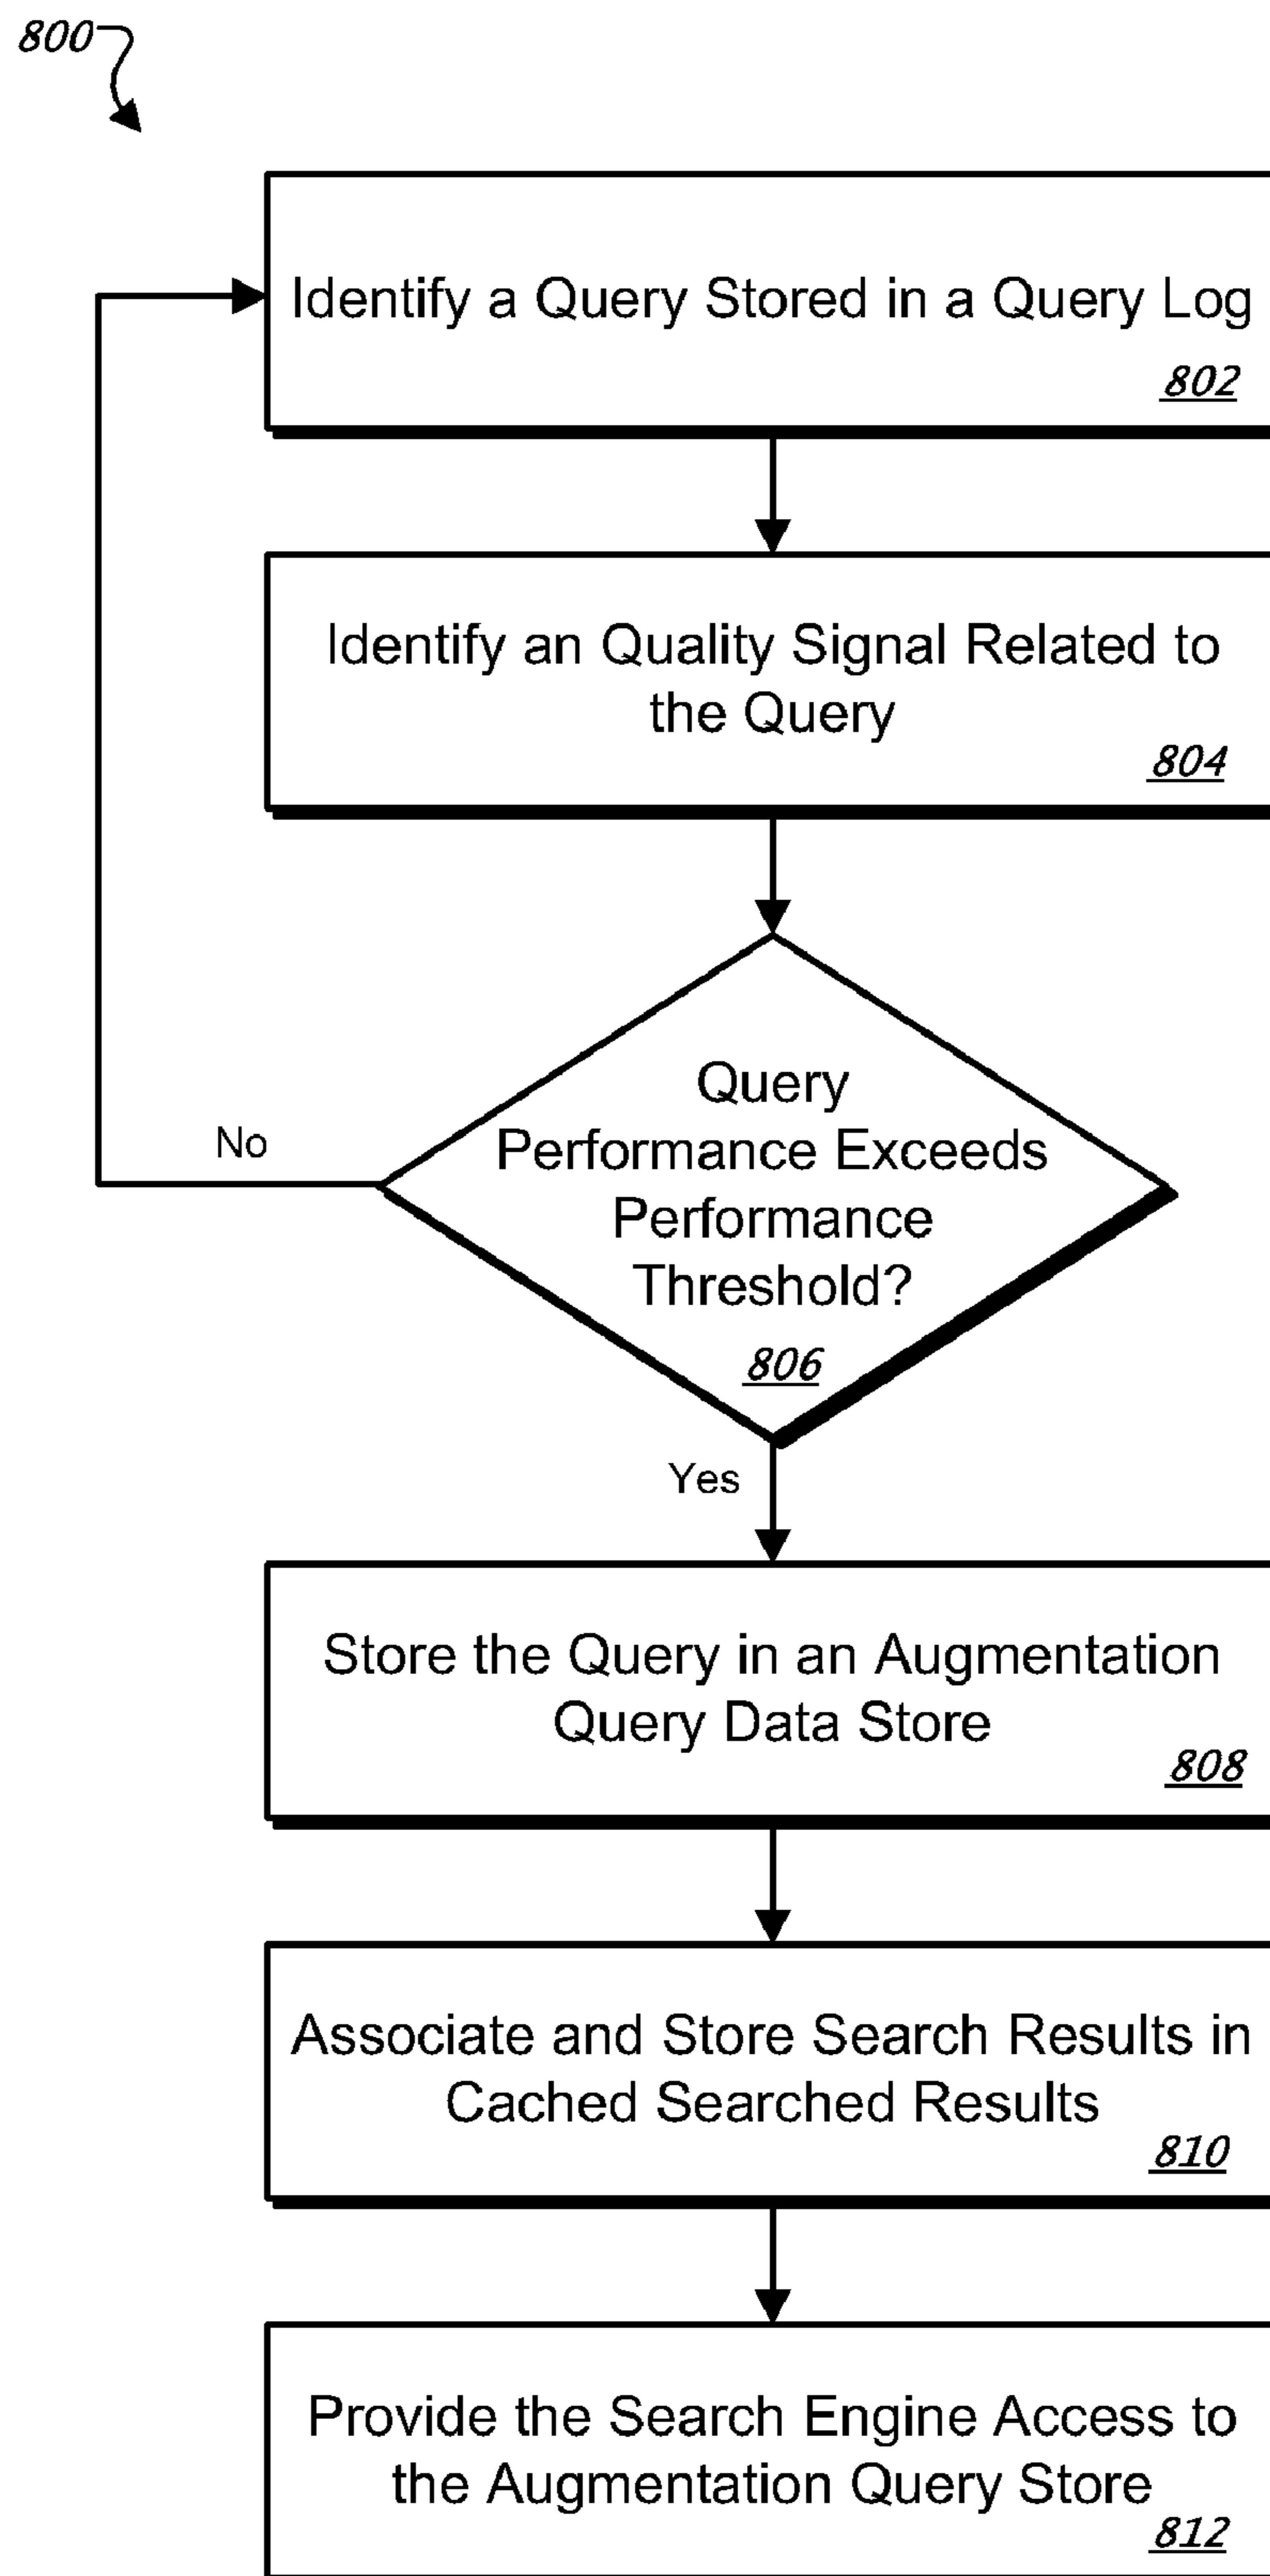 800
Identify a Query Stored in a Query Log
802
Identify an Quality Signal Related to
the Query
804
Query
Performance Exceeds
Performance
Threshold?
806
No
Yes
Store the Query in an Augmentation
Query Data Store
808
Associate and Store Search Results in
Cached Searched Results
810
Provide the Search Engine Access to
the Augmentation Query Store
812